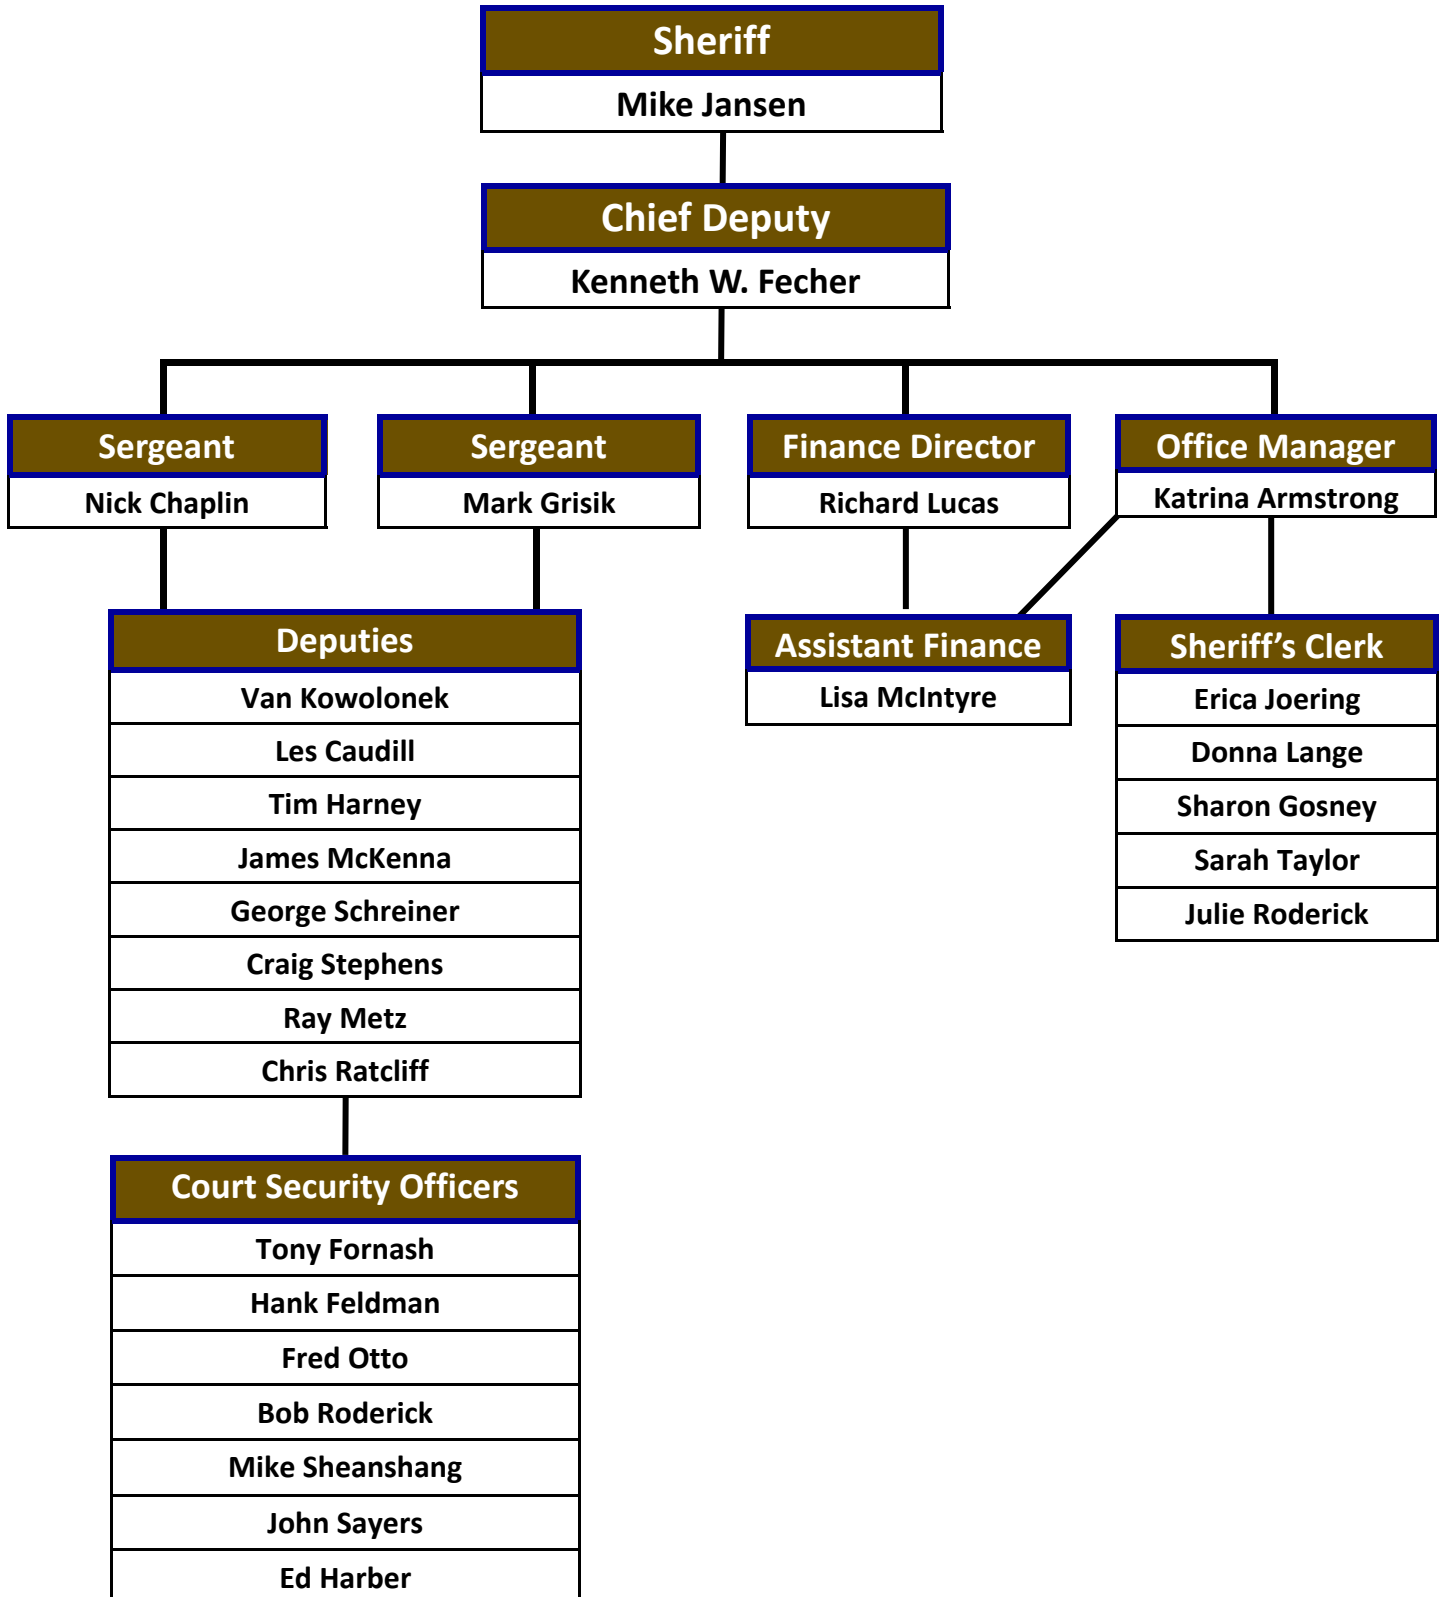 Sheriff
Mike Jansen
Chief Deputy
Kenneth W. Fecher
Sergeant
Nick Chaplin
Sergeant
Mark Grisik
Finance Director
Richard Lucas
Office Manager
Katrina Armstrong
Deputies
Van Kowolonek
Les Caudill
Tim Harney
James McKenna
George Schreiner
Craig Stephens
Ray Metz
Chris Ratcliff
Assistant Finance
Lisa McIntyre
Sheriff’s Clerk
Erica Joering
Donna Lange
Sharon Gosney
Sarah Taylor
Julie Roderick
Court Security Officers
Tony Fornash
Hank Feldman
Fred Otto
Bob Roderick
Mike Sheanshang
John Sayers
Ed Harber